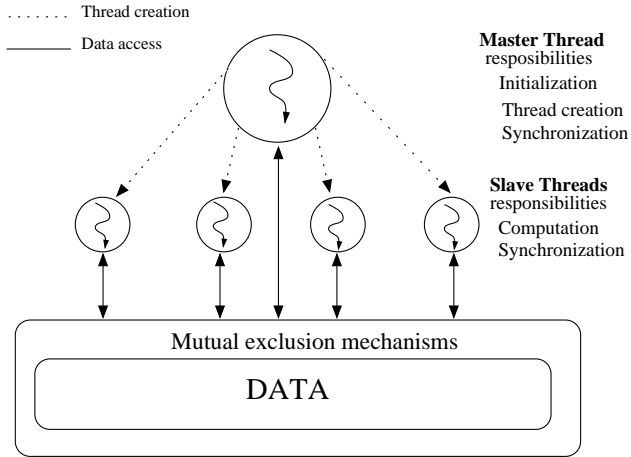 Thread creation
Data access
Master Thread
resposibilities
Initialization
Thread creation
Synchronization
Slave Threads
responsibilities
Computation
Synchronization
Mutual exclusion mechanisms
DATA